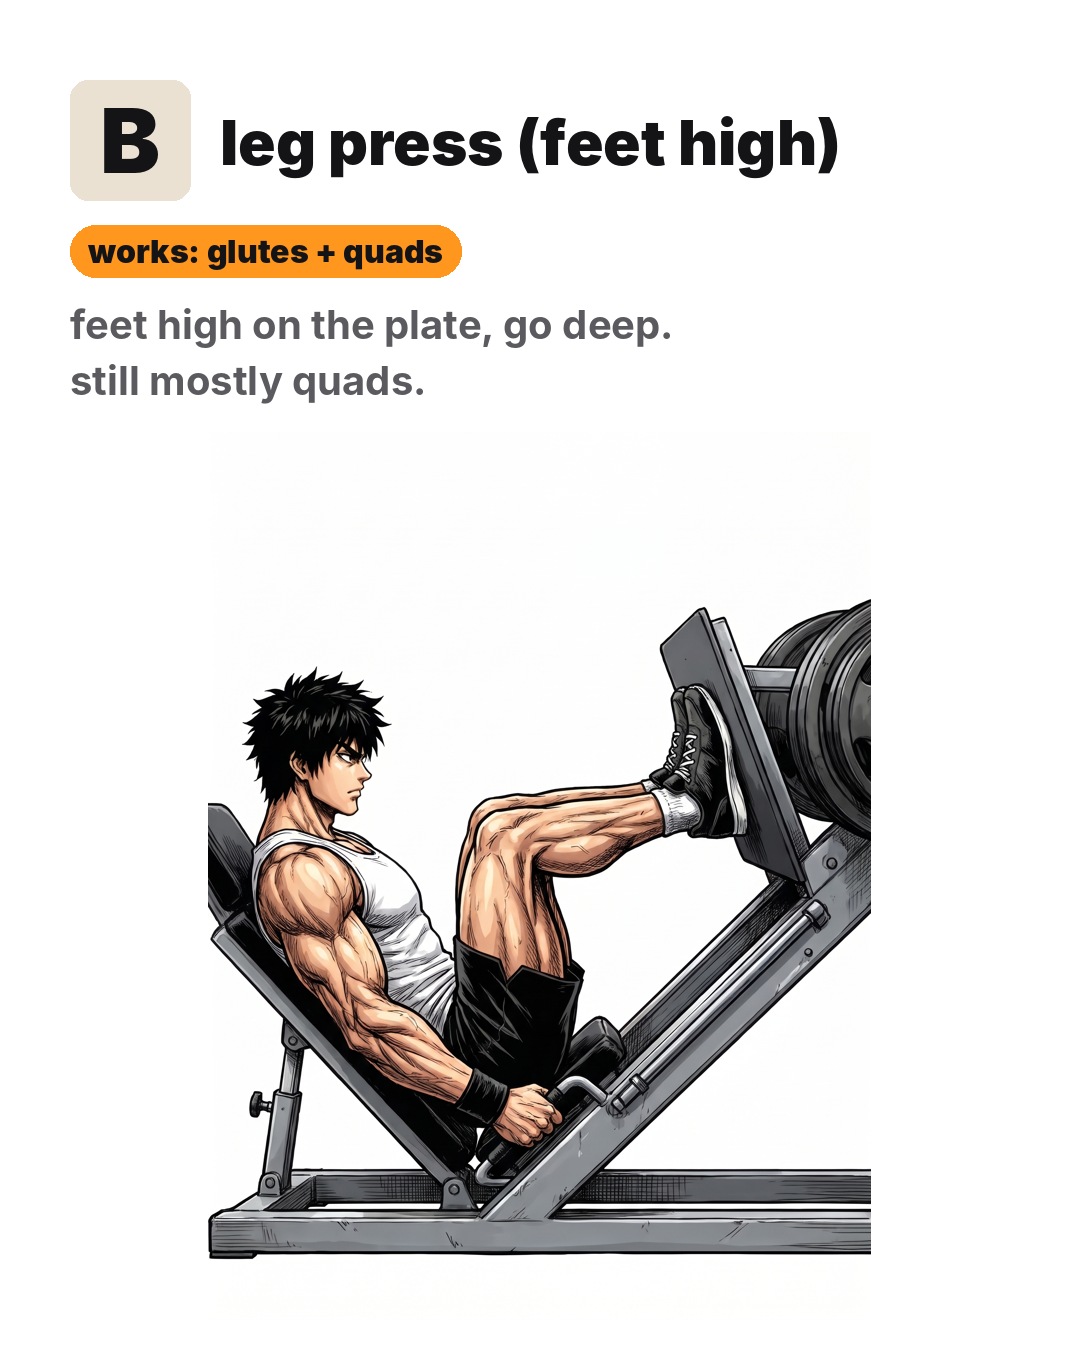 B
leg press (feet high)
works: glutes + quads
feet high on the plate, go deep.
still mostly quads.